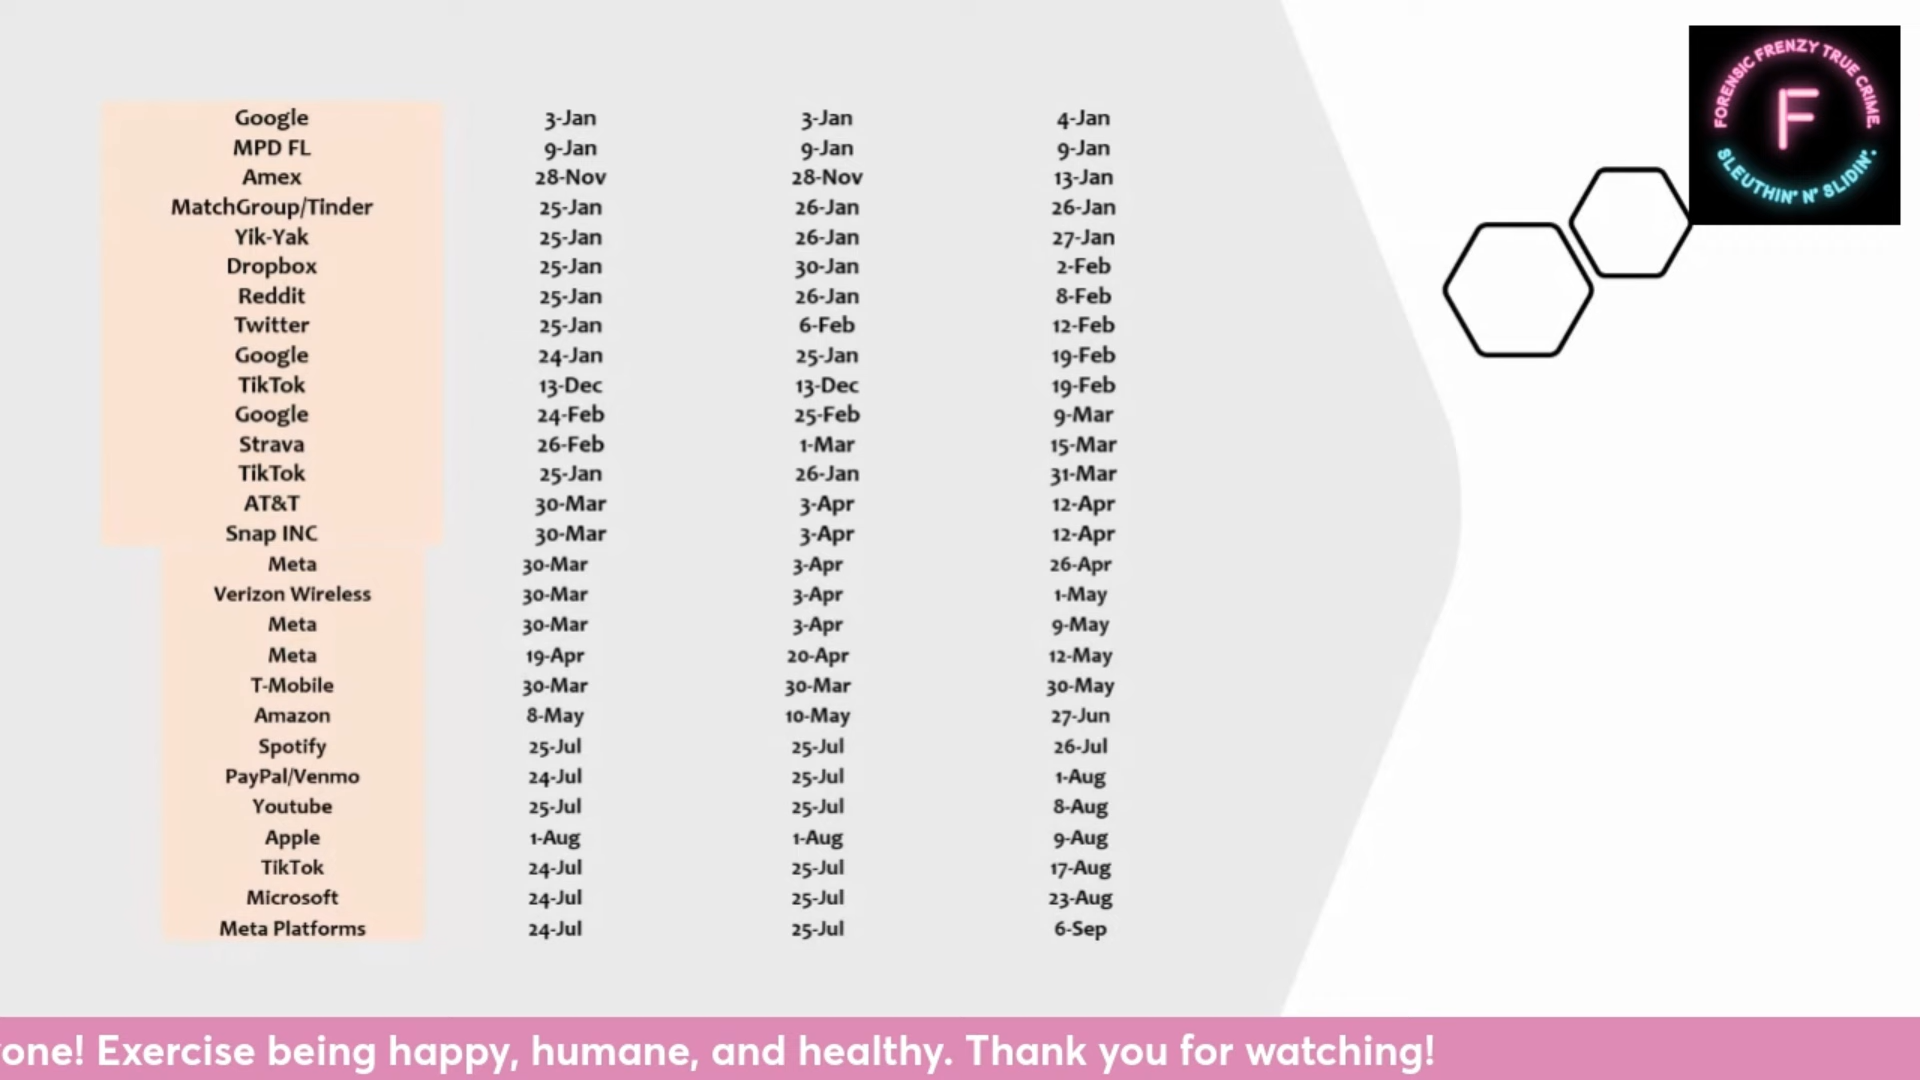 FORENSIC FRENZY TRUE CRIME.
F
SLEUTHIN' N' SLIDIN'.
Google 3-Jan 3-Jan 4-Jan
MPD FL 9-Jan 9-Jan 9-Jan
Amex 28-Nov 28-Nov 13-Jan
MatchGroup/Tinder 25-Jan 26-Jan 26-Jan
Yik-Yak 25-Jan 26-Jan 27-Jan
Dropbox 25-Jan 30-Jan 2-Feb
Reddit 25-Jan 26-Jan 8-Feb
Twitter 25-Jan 6-Feb 12-Feb
Google 24-Jan 25-Jan 19-Feb
TikTok 13-Dec 13-Dec 19-Feb
Google 24-Feb 25-Feb 9-Mar
Strava 26-Feb 1-Mar 15-Mar
TikTok 25-Jan 26-Jan 31-Mar
AT&T 30-Mar 3-Apr 12-Apr
Snap INC 30-Mar 3-Apr 12-Apr
Meta 30-Mar 3-Apr 26-Apr
Verizon Wireless 30-Mar 3-Apr 1-May
Meta 30-Mar 3-Apr 9-May
Meta 19-Apr 20-Apr 12-May
T-Mobile 30-Mar 30-Mar 30-May
Amazon 8-May 10-May 27-Jun
Spotify 25-Jul 25-Jul 26-Jul
PayPal/Venmo 24-Jul 25-Jul 1-Aug
Youtube 25-Jul 25-Jul 8-Aug
Apple 1-Aug 1-Aug 9-Aug
TikTok 24-Jul 25-Jul 17-Aug
Microsoft 24-Jul 25-Jul 23-Aug
Meta Platforms 24-Jul 25-Jul 6-Sep
one! Exercise being happy, humane, and healthy. Thank you for watching!